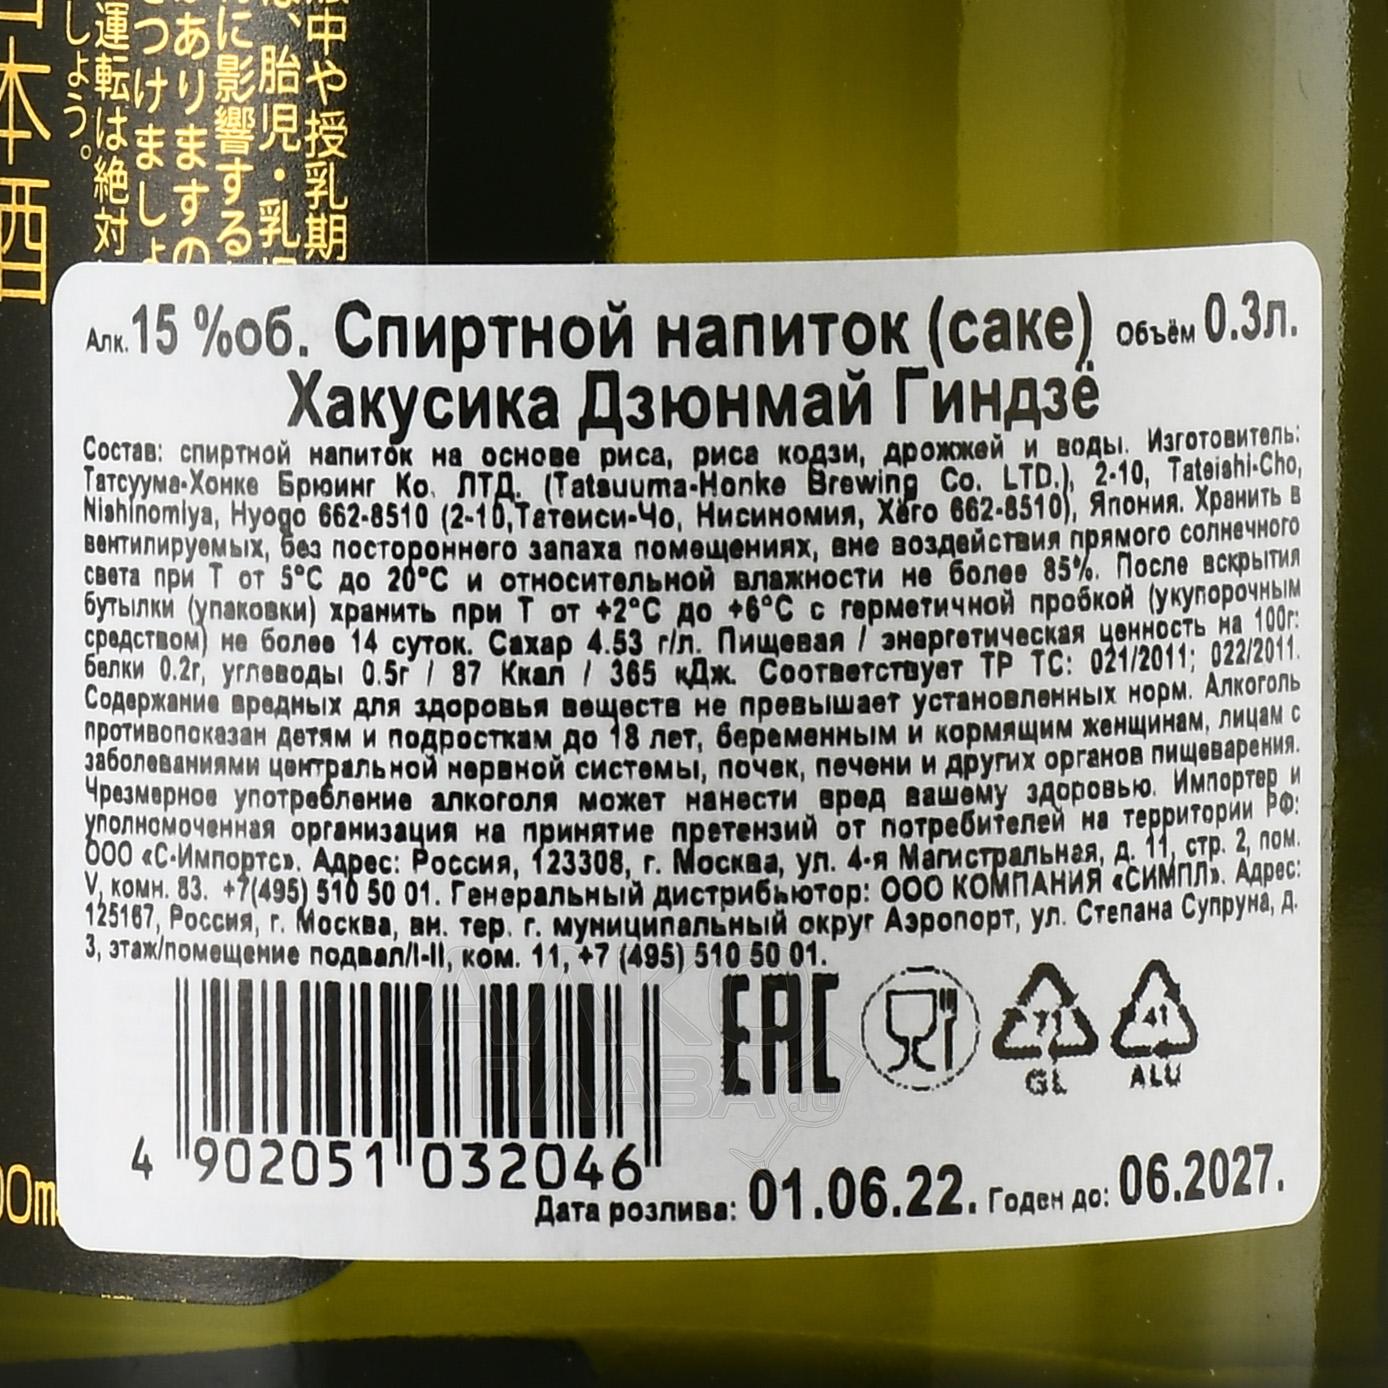 中や授乳期
、胎児・乳
に影響する
ありますの
つけましょ
運転は絶対
しょう。
本酒
Алк. 15 %об. Спиртной напиток (саке) Объём 0.3л.
Хакусика Дзюнмай Гиндзё
Состав: спиртной напиток на основе риса, риса кодзи, дрожжей и воды. Изготовитель:
Татсуума-Хонке Брюинг Ко. ЛТД. (Tatsuuma-Honke Brewing Co. LTD.), 2-10, Tateishi-Cho,
Nishinomiya, Hyogo 662-8510 (2-10,Татеиси-Чо, Нисиномия, Хёго 662-8510), Япония. Хранить в
вентилируемых, без постороннего запаха помещениях, вне воздействия прямого солнечного
света при Т от 5°С до 20°С и относительной влажности не более 85%. После вскрытия
бутылки (упаковки) хранить при Т от +2°С до +6°С с герметичной пробкой (укупорочным
средством) не более 14 суток. Сахар 4.53 г/л. Пищевая / энергетическая ценность на 100г:
белки 0.2г, углеводы 0.5г / 87 Ккал / 365 кДж. Соответствует ТР ТС: 021/2011; 022/2011.
Содержание вредных для здоровья веществ не превышает установленных норм. Алкоголь
противопоказан детям и подросткам до 18 лет, беременным и кормящим женщинам, лицам с
заболеваниями центральной нервной системы, почек, печени и других органов пищеварения.
Чрезмерное употребление алкоголя может нанести вред вашему здоровью. Импортер и
уполномоченная организация на принятие претензий от потребителей на территории РФ:
ООО «С-Импортс». Адрес: Россия, 123308, г. Москва, ул. 4-я Магистральная, д. 11, стр. 2, пом.
V, комн. 83. +7(495) 510 50 01. Генеральный дистрибьютор: ООО КОМПАНИЯ «СИМПЛ». Адрес:
125167, Россия, г. Москва, вн. тер. г. муниципальный округ Аэропорт, ул. Степана Супруна, д.
3, этаж/помещение подвал/I-II, ком. 11, +7 (495) 510 50 01.
EAC
71
GL
41
ALU
АЛКО
ПЛАЗА.ru
4 902051 032046
Дата розлива: 01.06.22. Годен до: 06.2027.